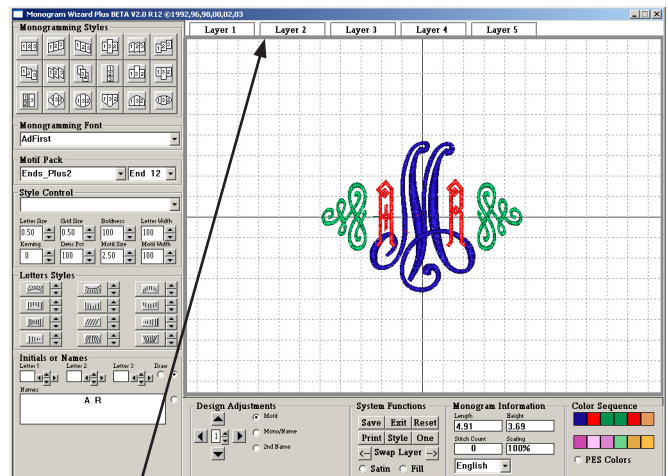 Monogram Wizard Plus BETA V2.0 R12 ©1992,96,98,00,02,03
Layer 1 Layer 2 Layer 3 Layer 4 Layer 5
Monogramming Styles
Monogramming Font
AdFirst
Motif Pack
Ends_Plus2 End 12
Style Control
Letter Size Grid Size Boldness Letter Width
0.50 0.50 100 100
Kerning Dens Pct Motif Size Motif Width
0 100 2.50 100
Letters Styles
Initials or Names
Letter 1 Letter 2 Letter 3 Draw
Names
A R
Design Adjustments
Motif
Mono/Name
2nd Name
1
System Functions
Save Exit Reset
Print Style One
<— Swap Layer —>
Satin Fill
Monogram Information
Length Height
4.91 3.69
Stitch Count Scaling
0 100%
English
Color Sequence
PES Colors